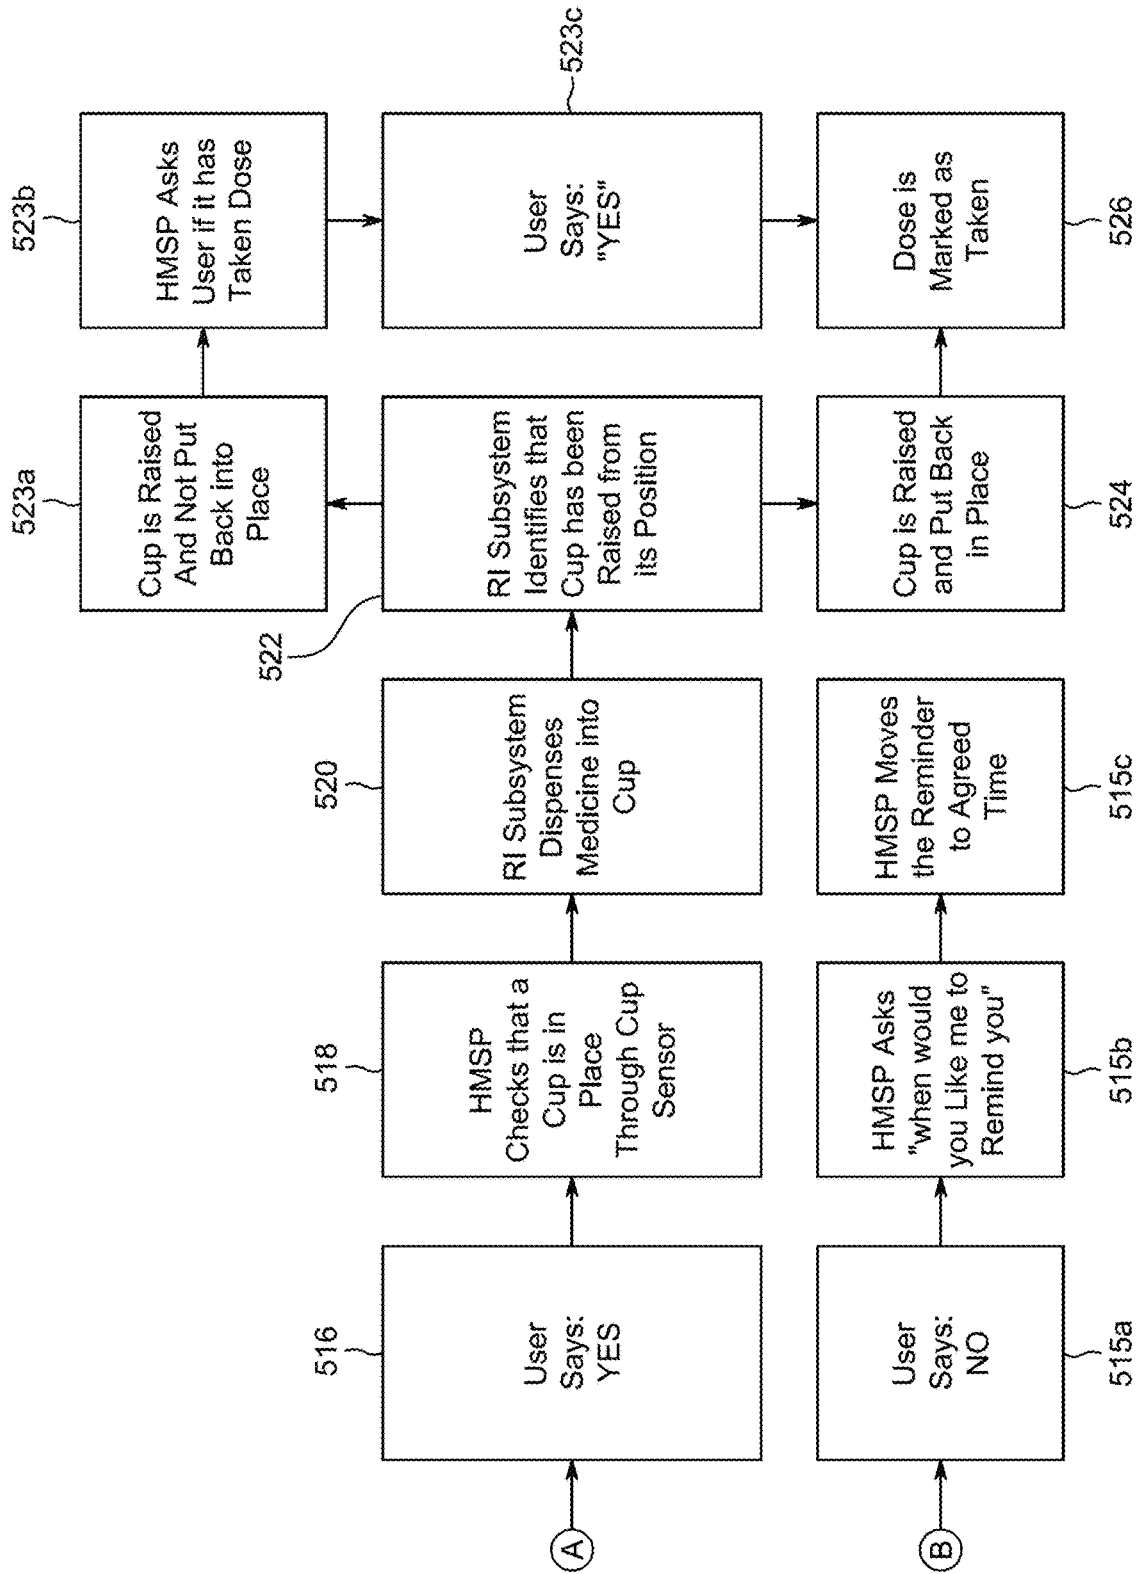 523a
Cup is Raised
And Not Put
Back into
Place
523b
HMSP Asks
User if it has
Taken Dose
A
516
User
Says:
YES
518
HMSP
Checks that a
Cup is in
Place
Through Cup
Sensor
520
RI Subsystem
Dispenses
Medicine into
Cup
522
RI Subsystem
Identifies that
Cup has been
Raised from
its Position
User
Says:
"YES"
523c
B
User
Says:
NO
515a
HMSP Asks
"when would
you Like me to
Remind you"
515b
HMSP Moves
the Reminder
to Agreed
Time
515c
Cup is Raised
and Put Back
in Place
524
Dose is
Marked as
Taken
526